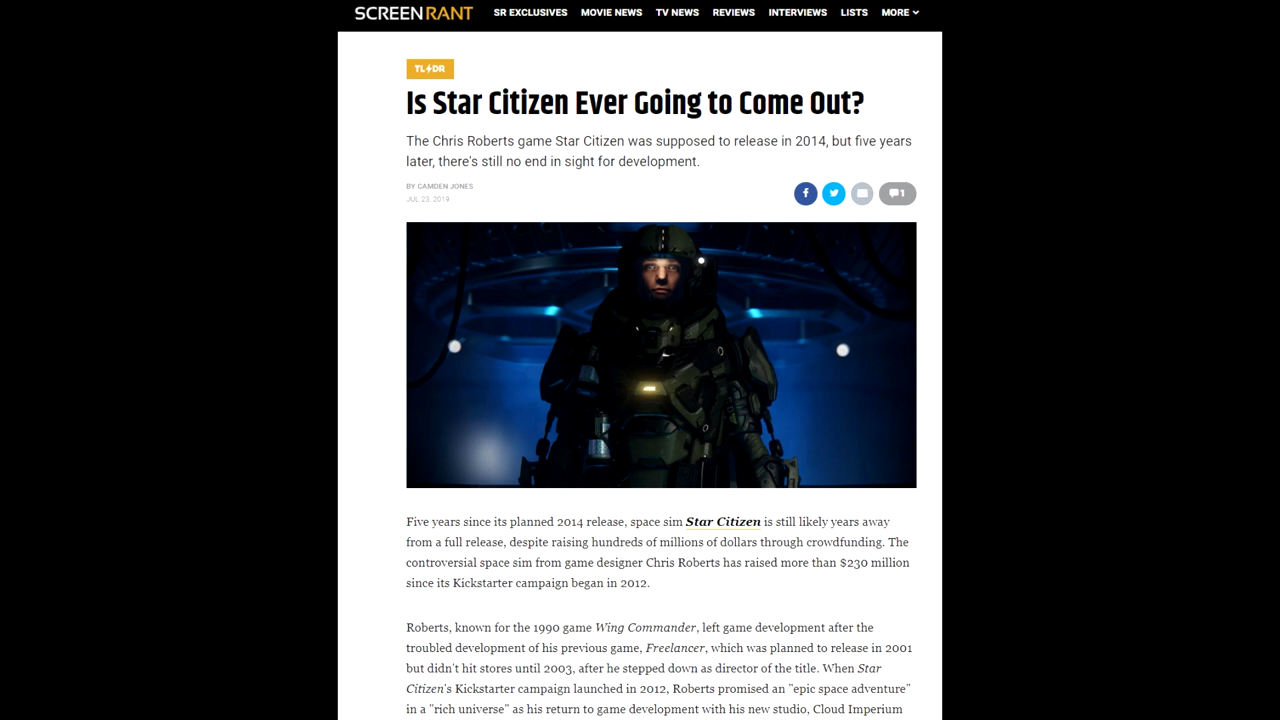 SCREENRANT SR EXCLUSIVES MOVIE NEWS TV NEWS REVIEWS INTERVIEWS LISTS MORE
TL DR
Is Star Citizen Ever Going to Come Out?
The Chris Roberts game Star Citizen was supposed to release in 2014, but five years
later, there's still no end in sight for development.
BY CAMDEN JONES
JUL 23, 2019
1
Five years since its planned 2014 release, space sim Star Citizen is still likely years away
from a full release, despite raising hundreds of millions of dollars through crowdfunding. The
controversial space sim from game designer Chris Roberts has raised more than $230 million
since its Kickstarter campaign began in 2012.
Roberts, known for the 1990 game Wing Commander, left game development after the
troubled development of his previous game, Freelancer, which was planned to release in 2001
but didn't hit stores until 2003, after he stepped down as director of the title. When Star
Citizen's Kickstarter campaign launched in 2012, Roberts promised an "epic space adventure"
in a "rich universe" as his return to game development with his new studio, Cloud Imperium